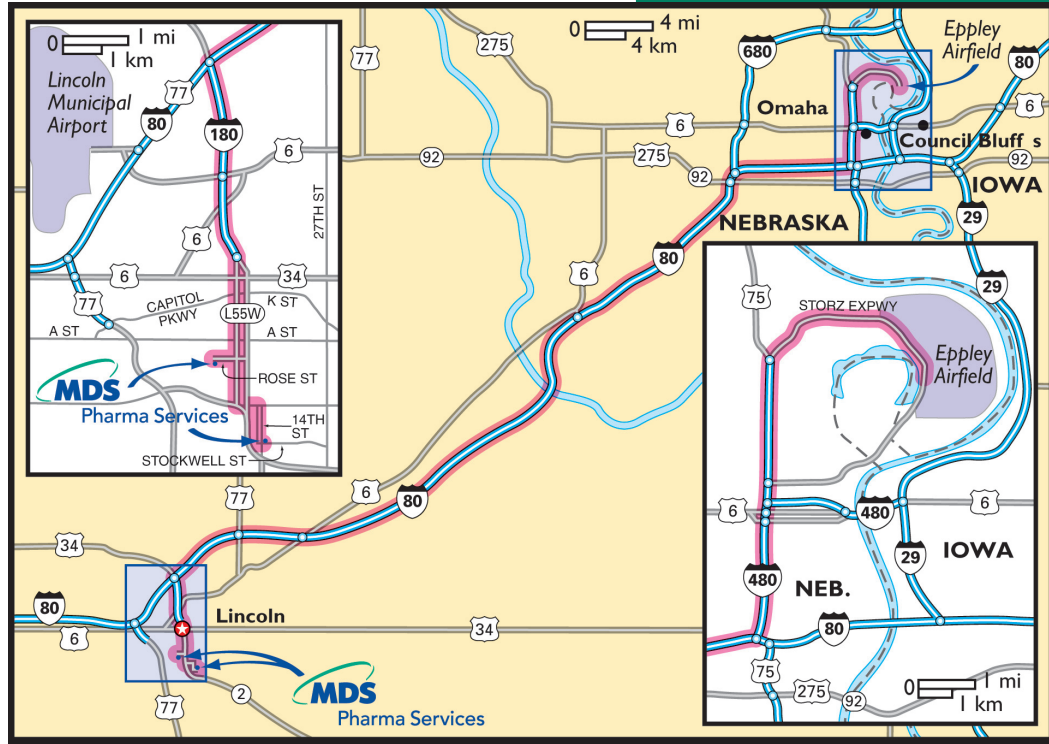 0 1 mi
1 km
Lincoln
Municipal
Airport
77
80
180
6
27TH ST
6
6
34
77
CAPITOL
PKWY
K ST
L55W
A ST
A ST
MDS
Pharma Services
ROSE ST
14TH
ST
STOCKWELL ST
77
275
0 4 mi
4 km
680
Eppley
Airfield
80
6
Omaha
6
Council Bluff s
92
275
92
92
IOWA
NEBRASKA
29
80
6
29
75
STORZ EXPWY
Eppley
Airfield
6
480
6
29
IOWA
480
NEB.
80
75
275
92
0 1 mi
1 km
77
6
80
34
80
6
Lincoln
34
77
2
MDS
Pharma Services